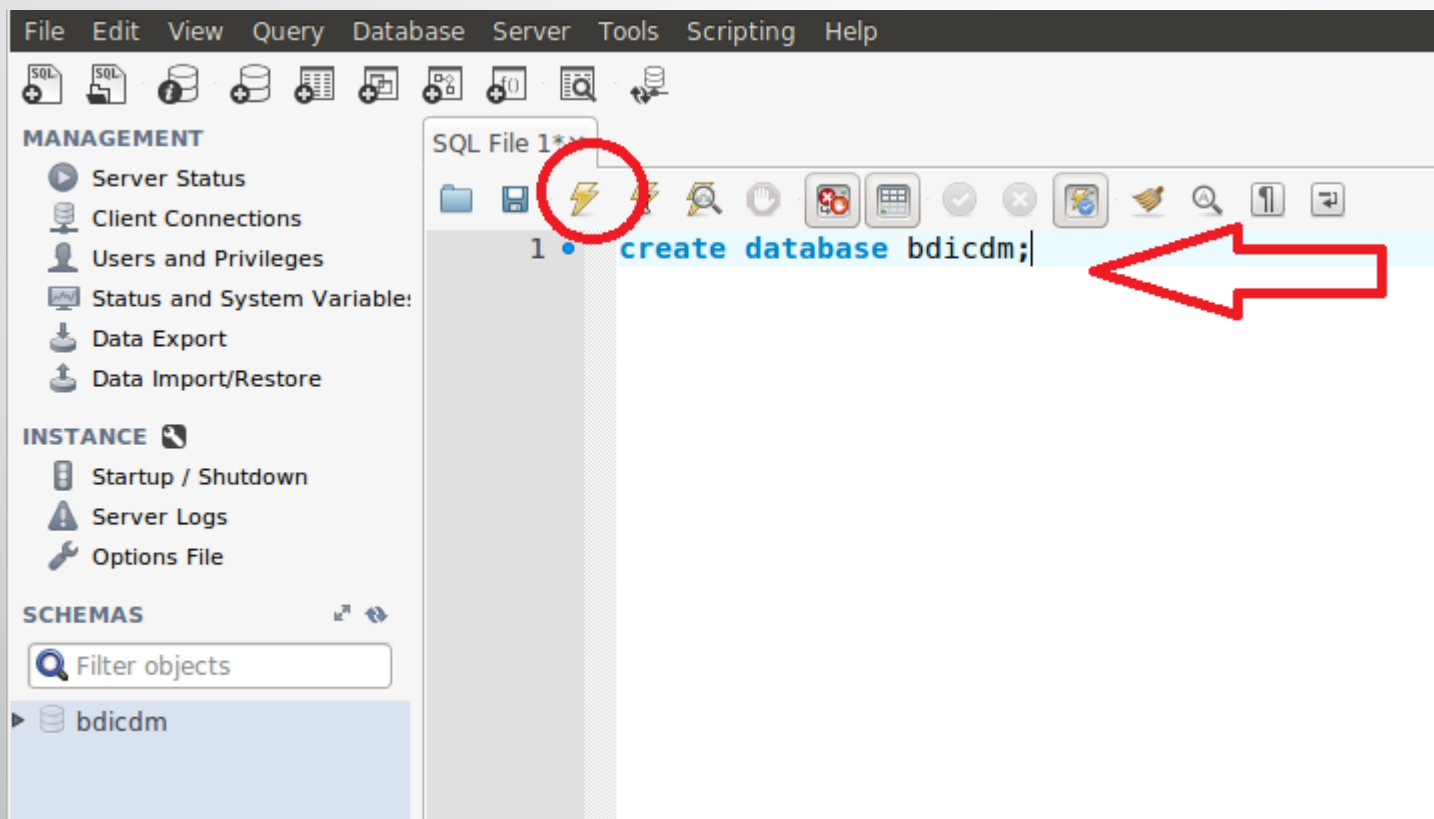 File Edit View Query Database Server Tools Scripting Help
SQL SQL
MANAGEMENT
Server Status
Client Connections
Users and Privileges
Status and System Variables
Data Export
Data Import/Restore
INSTANCE
Startup / Shutdown
Server Logs
Options File
SCHEMAS
Filter objects
bdicdm
SQL File 1*
1 create database bdicdm;